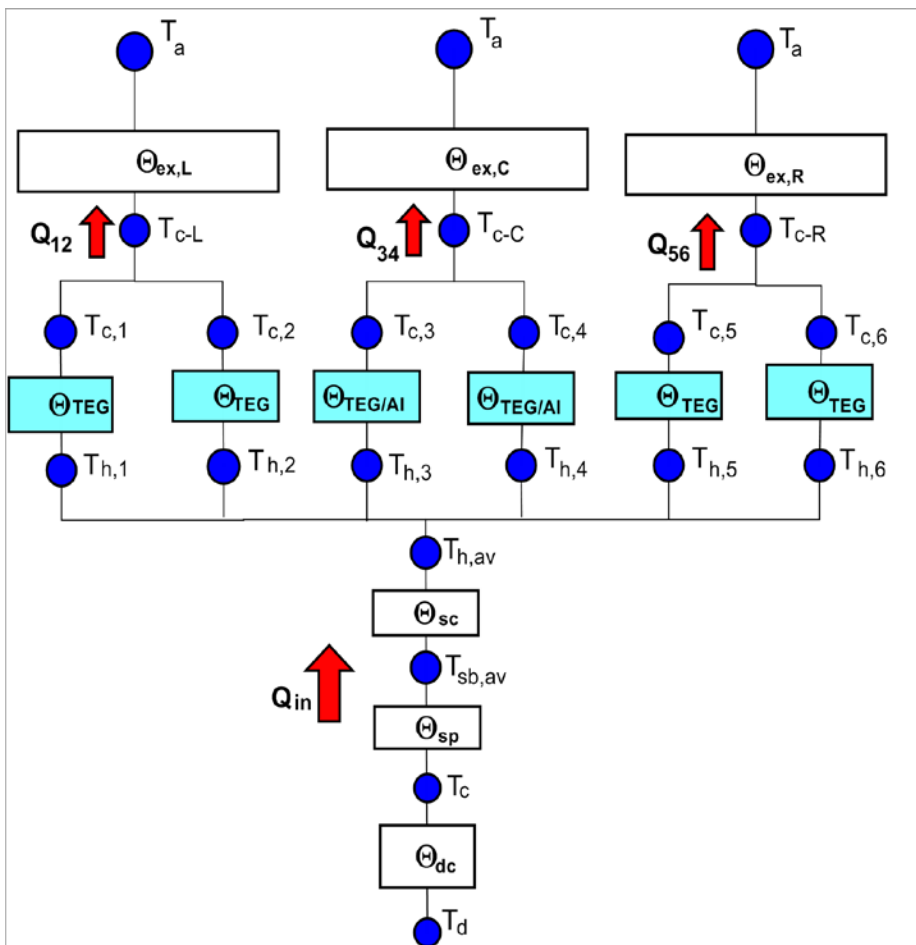 Ta Ta Ta
Θex,L Θex,C Θex,R
Q12 Tc-L Q34 Tc-C Q56 Tc-R
Tc,1 Tc,2 Tc,3 Tc,4 Tc,5 Tc,6
ΘTEG ΘTEG ΘTEG/Al ΘTEG/Al ΘTEG ΘTEG
Th,1 Th,2 Th,3 Th,4 Th,5 Th,6
Th,av
Θsc
Tsb,av
Qin
Θsp
Tc
Θdc
Td